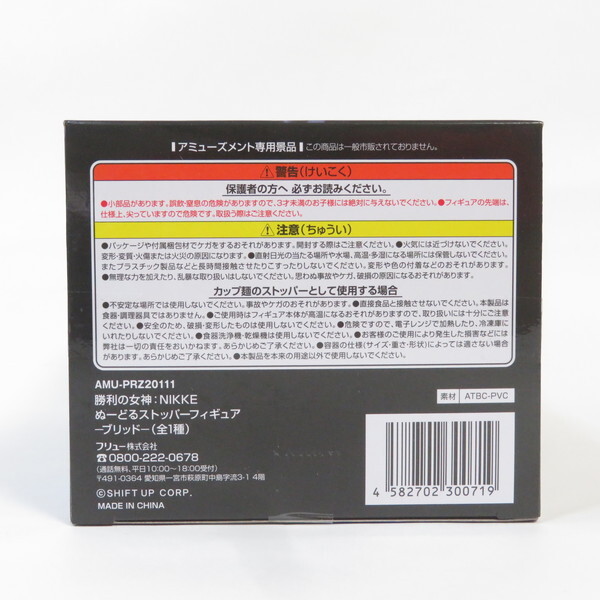 アミューズメント専用景品 この商品は一般市販されておりません。
⚠警告(けいこく)
保護者の方へ 必ずお読みください。
●小部品があります。誤飲・窒息の危険がありますので、3才未満のお子様には絶対に与えないでください。●フィギュアの先端は、
仕様上、尖っていますので危険です。取扱う際はご注意ください。
⚠注意(ちゅうい)
●パッケージや付属梱包材でケガをするおそれがあります。開封する際はご注意ください。●火気には近づけないでください。
変形・変質・火傷または火災の原因になります。●直射日光の当たる場所や水場、高温・多湿になる場所には保管しないでください。
またプラスチック製品などと長時間接触させたりこすったりしないでください。変形や色の付着などのおそれがあります。
●無理な力を加えたり、乱暴な取り扱いはしないでください。思わぬ事故やケガ、破損の原因になるおそれがあります。
カップ麺のストッパーとして使用する場合
●不安定な場所では使用しないでください。事故やケガのおそれがあります。●直接食品と接触させないでください。本製品は
食器・調理器具ではありません。●ご使用時はフィギュア本体が高温になるおそれがありますので、取り扱いには十分にご注意
ください。●安全のため、破損・変形したものは使用しないでください。●危険ですので、電子レンジで加熱したり、冷凍庫に
いれたりしないでください。●食器洗浄機・乾燥機は使用しないでください。●お客様のご使用により発生した損害などには
弊社は一切の責任をおいかねますので、あらかじめご了承ください。●容器の仕様(サイズ・重さ・形状)によっては適さない場合
があります。あらかじめご了承ください。●本製品を本来の用途以外で使用しないでください。
AMU-PRZ20111
勝利の女神：NIKKE
ぬーどるストッパーフィギュア
ーブリッドー(全1種)
フリュー株式会社
☎0800-222-0678
(通話無料、平日10:00～18:00受付)
〒491-0364 愛知県一宮市萩原町中島字流3-1 4階
©SHIFT UP CORP.
MADE IN CHINA
素材 ATBC-PVC
4 582702 300719